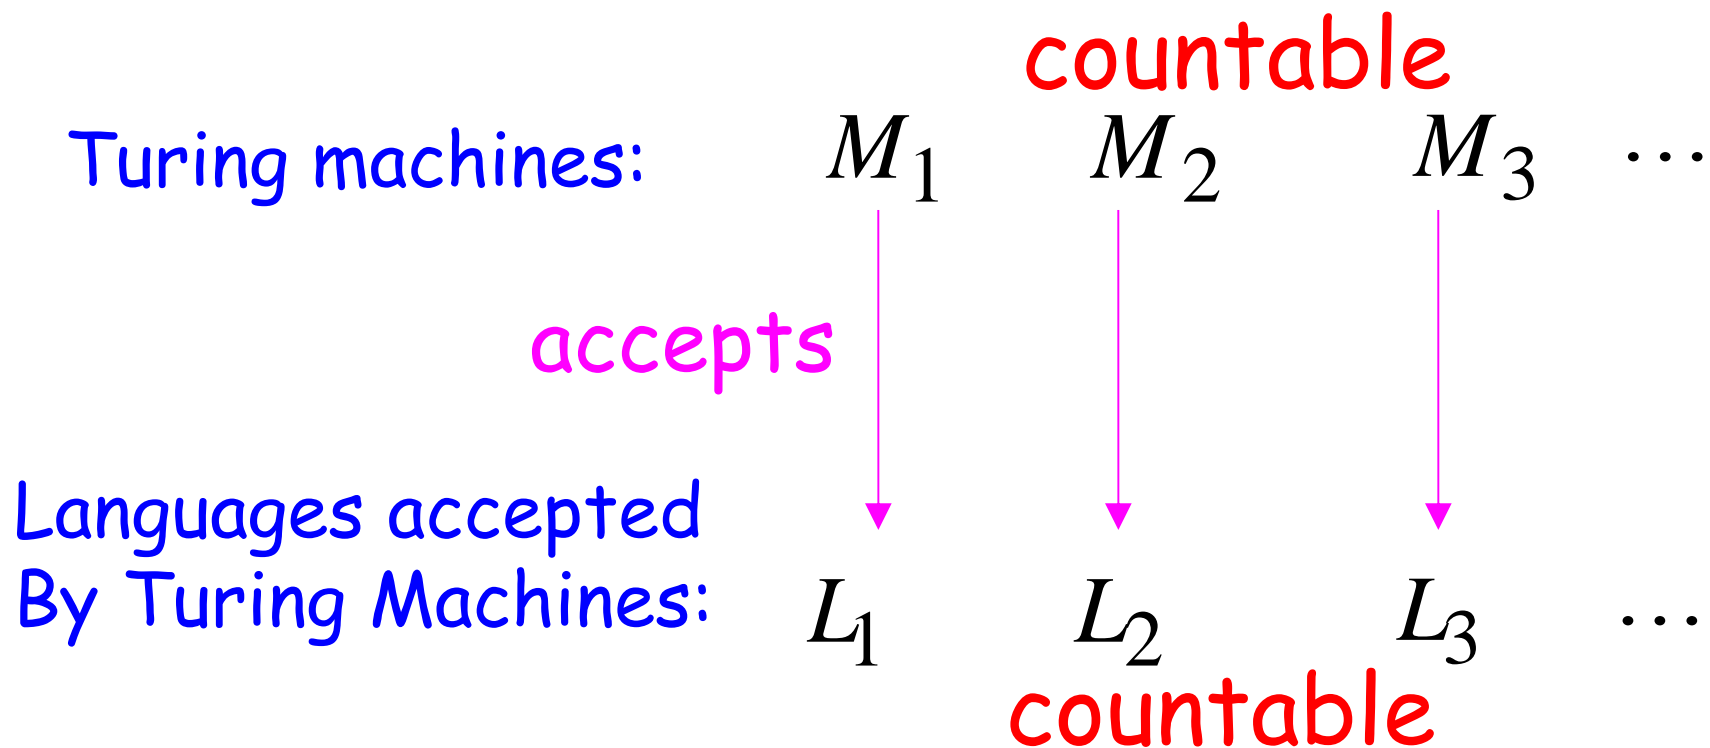 countable
Turing machines: M1 M2 M3 ⋯
accepts
Languages accepted
By Turing Machines: L1 L2 L3 ⋯
countable